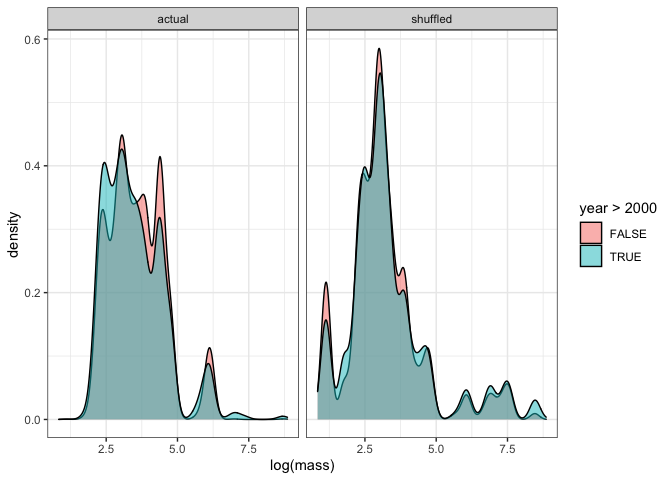 actual shuffled
0.6
0.4
0.2
0.0
density
2.5 5.0 7.5 2.5 5.0 7.5
log(mass)
year > 2000
FALSE
TRUE